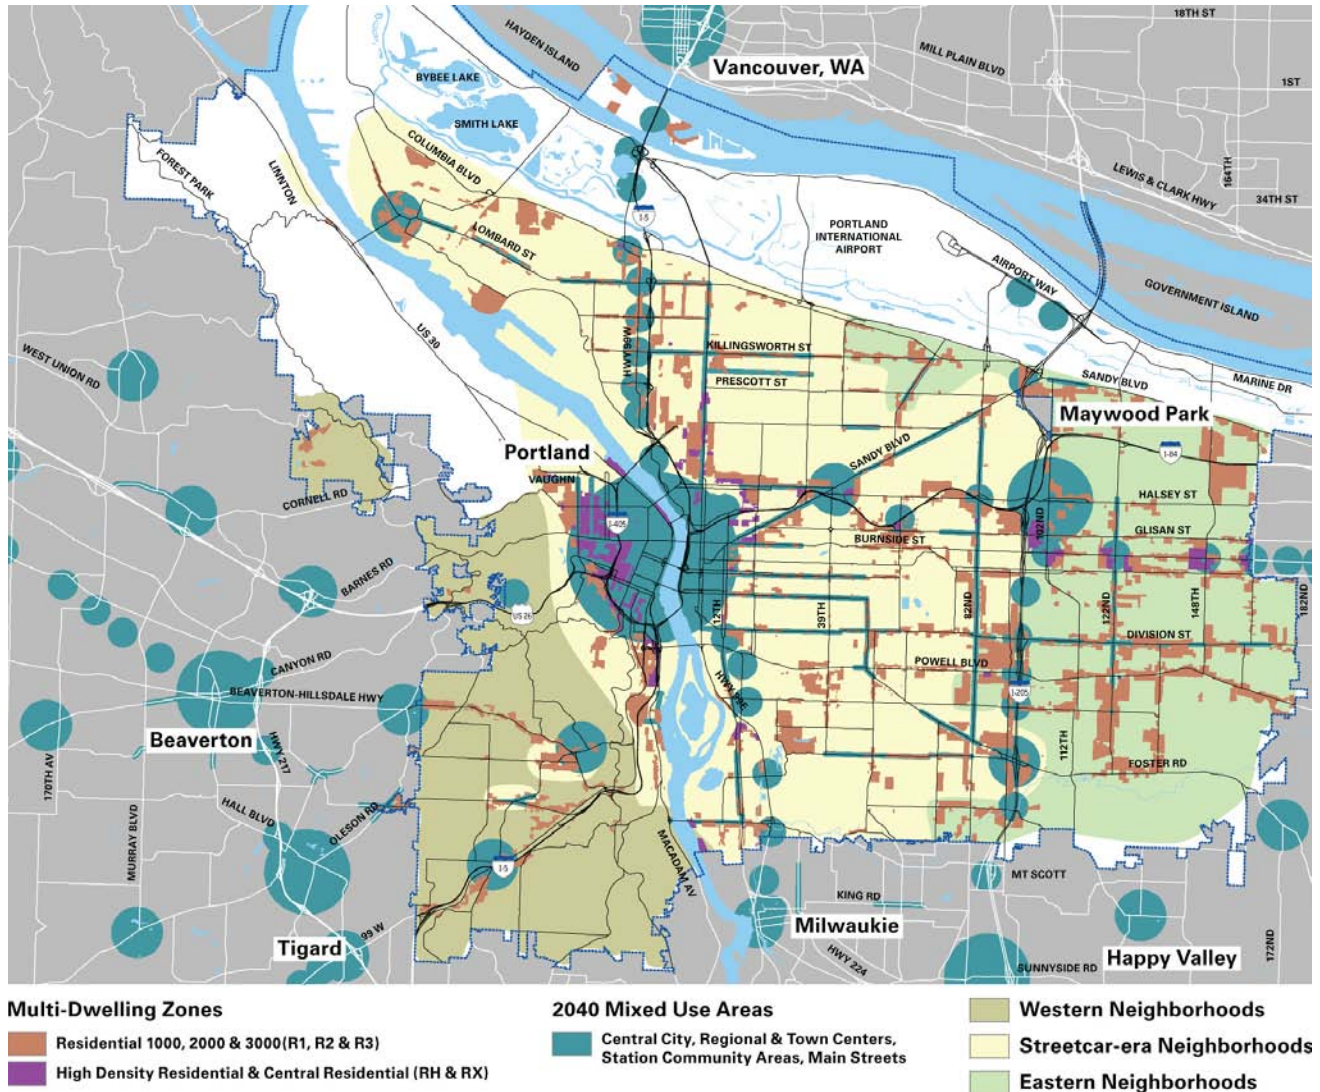 18TH ST
HAYDEN ISLAND
MILL PLAIN BLVD
Vancouver, WA
BYBEE LAKE
1ST
SMITH LAKE
COLUMBIA BLVD
FOREST PARK
LINNTON
164TH
LEWIS & CLARK HWY
34TH ST
I-5
LOMBARD ST
PORTLAND
INTERNATIONAL
AIRPORT
AIRPORT WAY
GOVERNMENT ISLAND
US 30
HWY 99W
KILLINGSWORTH ST
WEST UNION RD
PRESCOTT ST
SANDY BLVD
MARINE DR
Maywood Park
Portland
SANDY BLVD
I-84
VAUGHN
CORNELL RD
HALSEY ST
I-405
102ND
GLISAN ST
BURNSIDE ST
BARNES RD
US 26
12TH
39TH
82ND
122ND
148TH
182ND
DIVISION ST
CANYON RD
POWELL BLVD
BEAVERTON-HILLSDALE HWY
HWY 99E
I-205
Beaverton
HWY 217
112TH
FOSTER RD
170TH AV
MURRAY BLVD
HALL BLVD
OLESON RD
MACADAM AV
I-5
MT SCOTT
KING RD
Milwaukie
99 W
Tigard
HWY 224
Happy Valley
172ND
SUNNYSIDE RD
Multi-Dwelling Zones
Residential 1000, 2000 & 3000(R1, R2 & R3)
High Density Residential & Central Residential (RH & RX)
2040 Mixed Use Areas
Central City, Regional & Town Centers,
Station Community Areas, Main Streets
Western Neighborhoods
Streetcar-era Neighborhoods
Eastern Neighborhoods